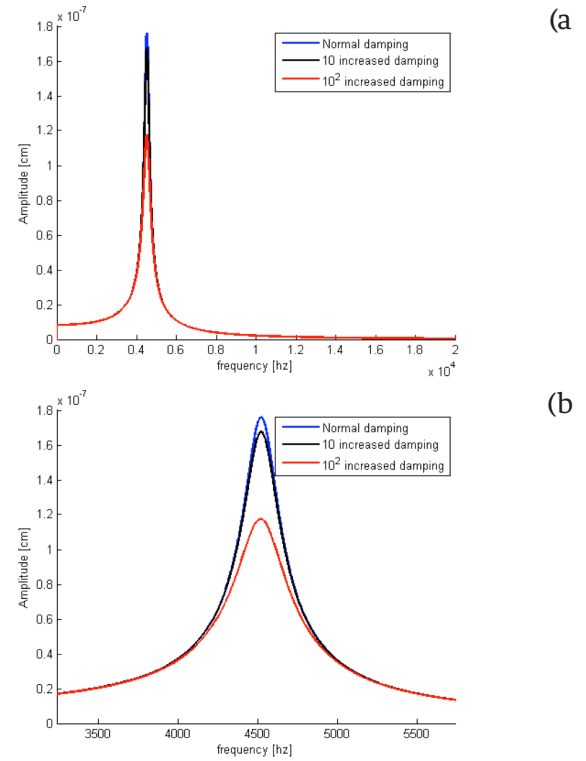 × 10⁻⁷
(a
1.8
1.6
1.4
1.2
1
0.8
0.6
0.4
0.2
0
Amplitude [cm]
Normal damping
10 increased damping
10² increased damping
0 0.2 0.4 0.6 0.8 1 1.2 1.4 1.6 1.8 2
frequency [hz]
× 10⁴
× 10⁻⁷
(b
1.8
1.6
1.4
1.2
1
0.8
0.6
0.4
0.2
0
Amplitude [cm]
Normal damping
10 increased damping
10² increased damping
3500 4000 4500 5000 5500
frequency [hz]